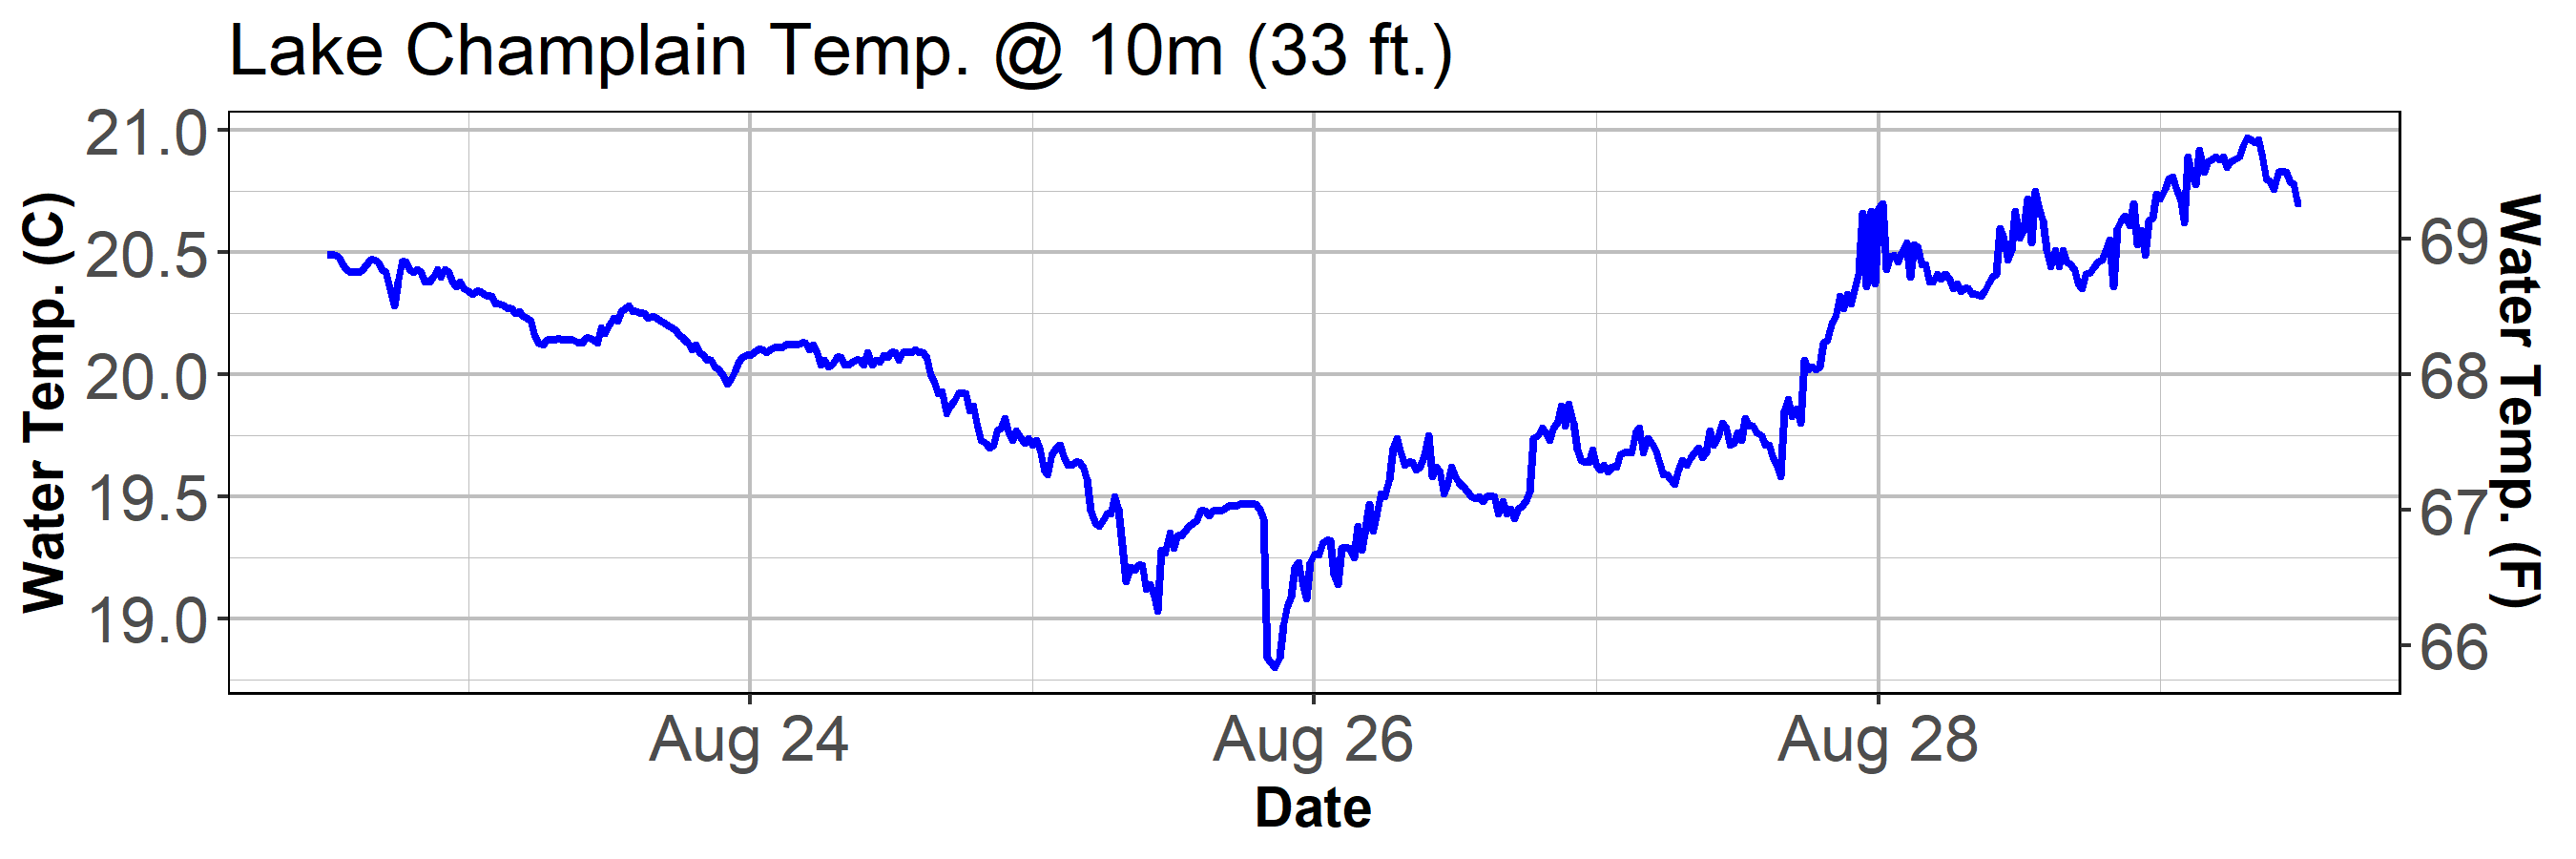 Lake Champlain Temp. @ 10m (33 ft.)
Water Temp. (C)
21.0
20.5
20.0
19.5
19.0
69
68
67
66
Water Temp. (F)
Aug 24
Aug 26
Aug 28
Date